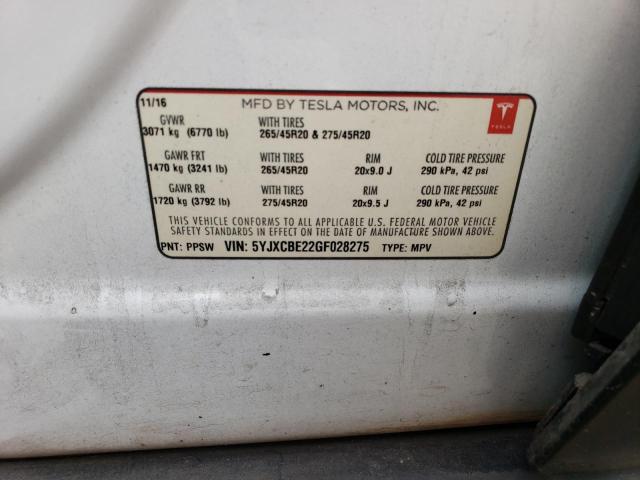 11/16 MFD BY TESLA MOTORS, INC.
TESLA
GVWR WITH TIRES
3071 kg (6770 lb) 265/45R20 & 275/45R20
GAWR FRT WITH TIRES RIM COLD TIRE PRESSURE
1470 kg (3241 lb) 265/45R20 20x9.0 J 290 kPa, 42 psi
GAWR RR WITH TIRES RIM COLD TIRE PRESSURE
1720 kg (3792 lb) 275/45R20 20x9.5 J 290 kPa, 42 psi
THIS VEHICLE CONFORMS TO ALL APPLICABLE U.S. FEDERAL MOTOR VEHICLE
SAFETY STANDARDS IN EFFECT ON THE DATE OF MANUFACTURE SHOWN ABOVE.
PNT: PPSW VIN: 5YJXCBE22GF028275 TYPE: MPV